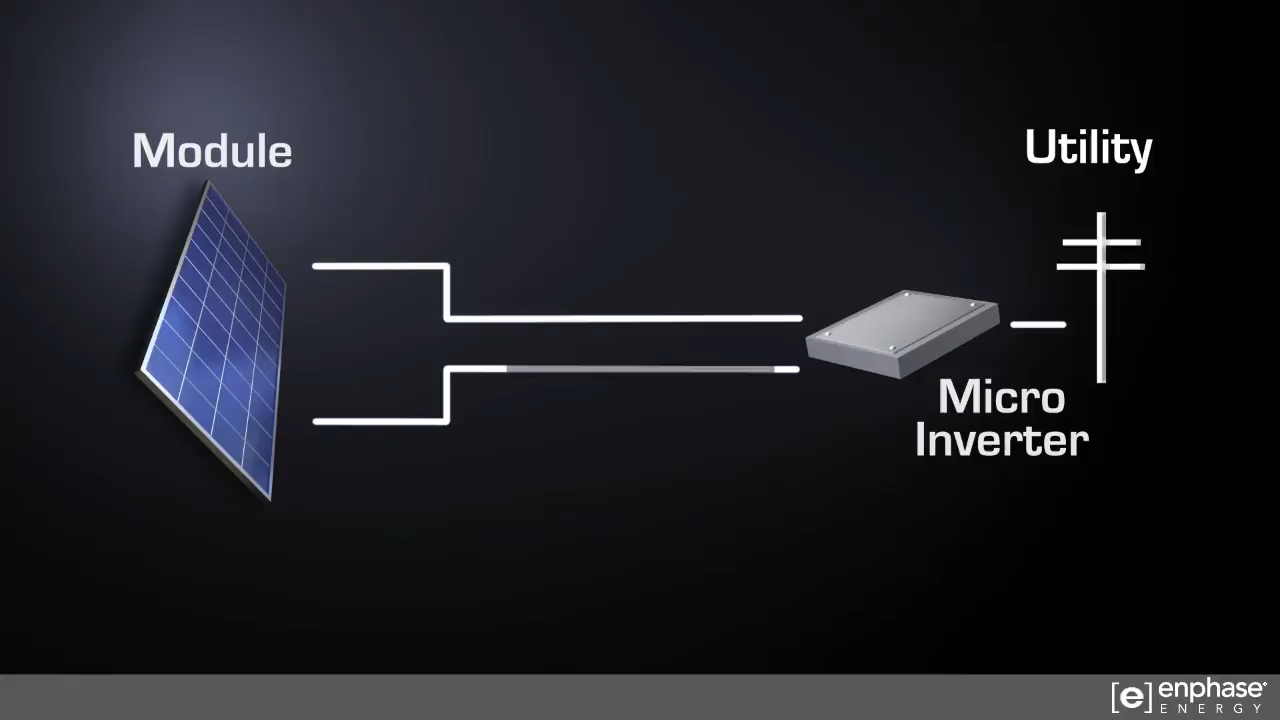 Module
Utility
Micro
Inverter
[e] enphase®
ENERGY